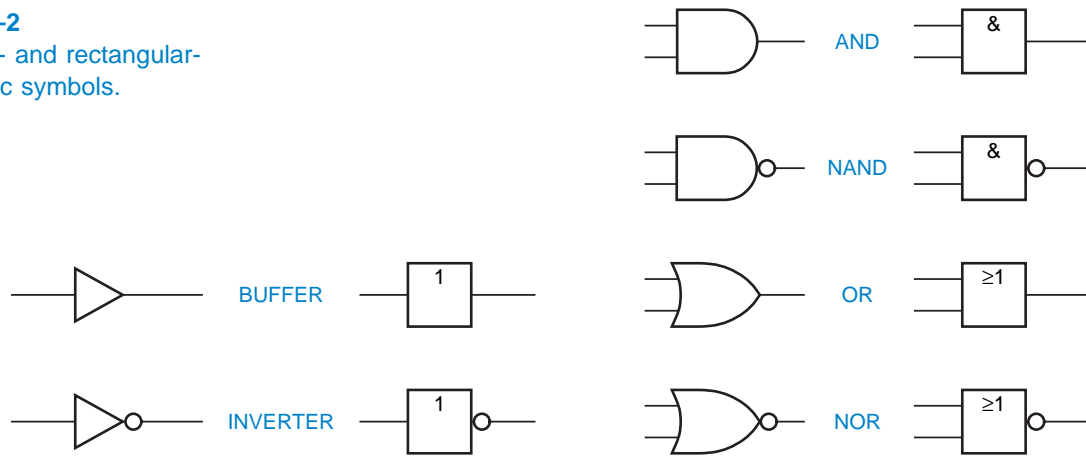 -2
- and rectangular-
c symbols.
AND &
NAND &
BUFFER 1
OR ≥1
INVERTER 1
NOR ≥1